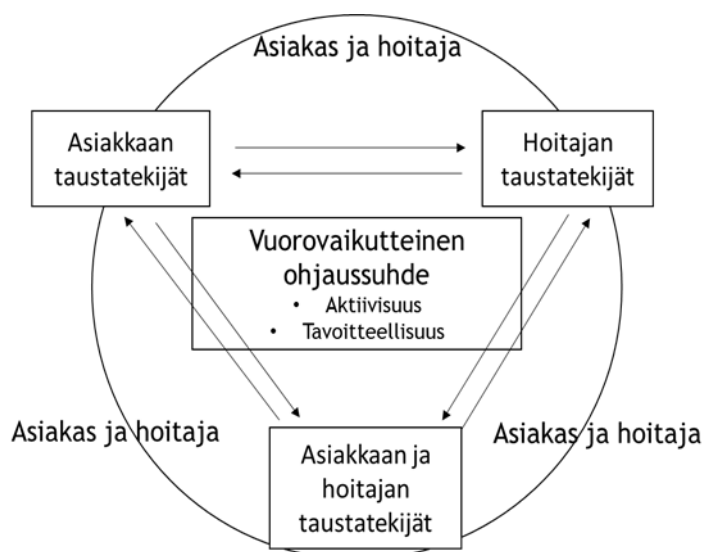 Asiakas ja hoitaja
Asiakkaan
taustatekijät
Hoitajan
taustatekijät
Vuorovaikutteinen
ohjaussuhde
• Aktiivisuus
• Tavoitteellisuus
Asiakas ja hoitaja
Asiakas ja hoitaja
Asiakkaan ja
hoitajan
taustatekijät